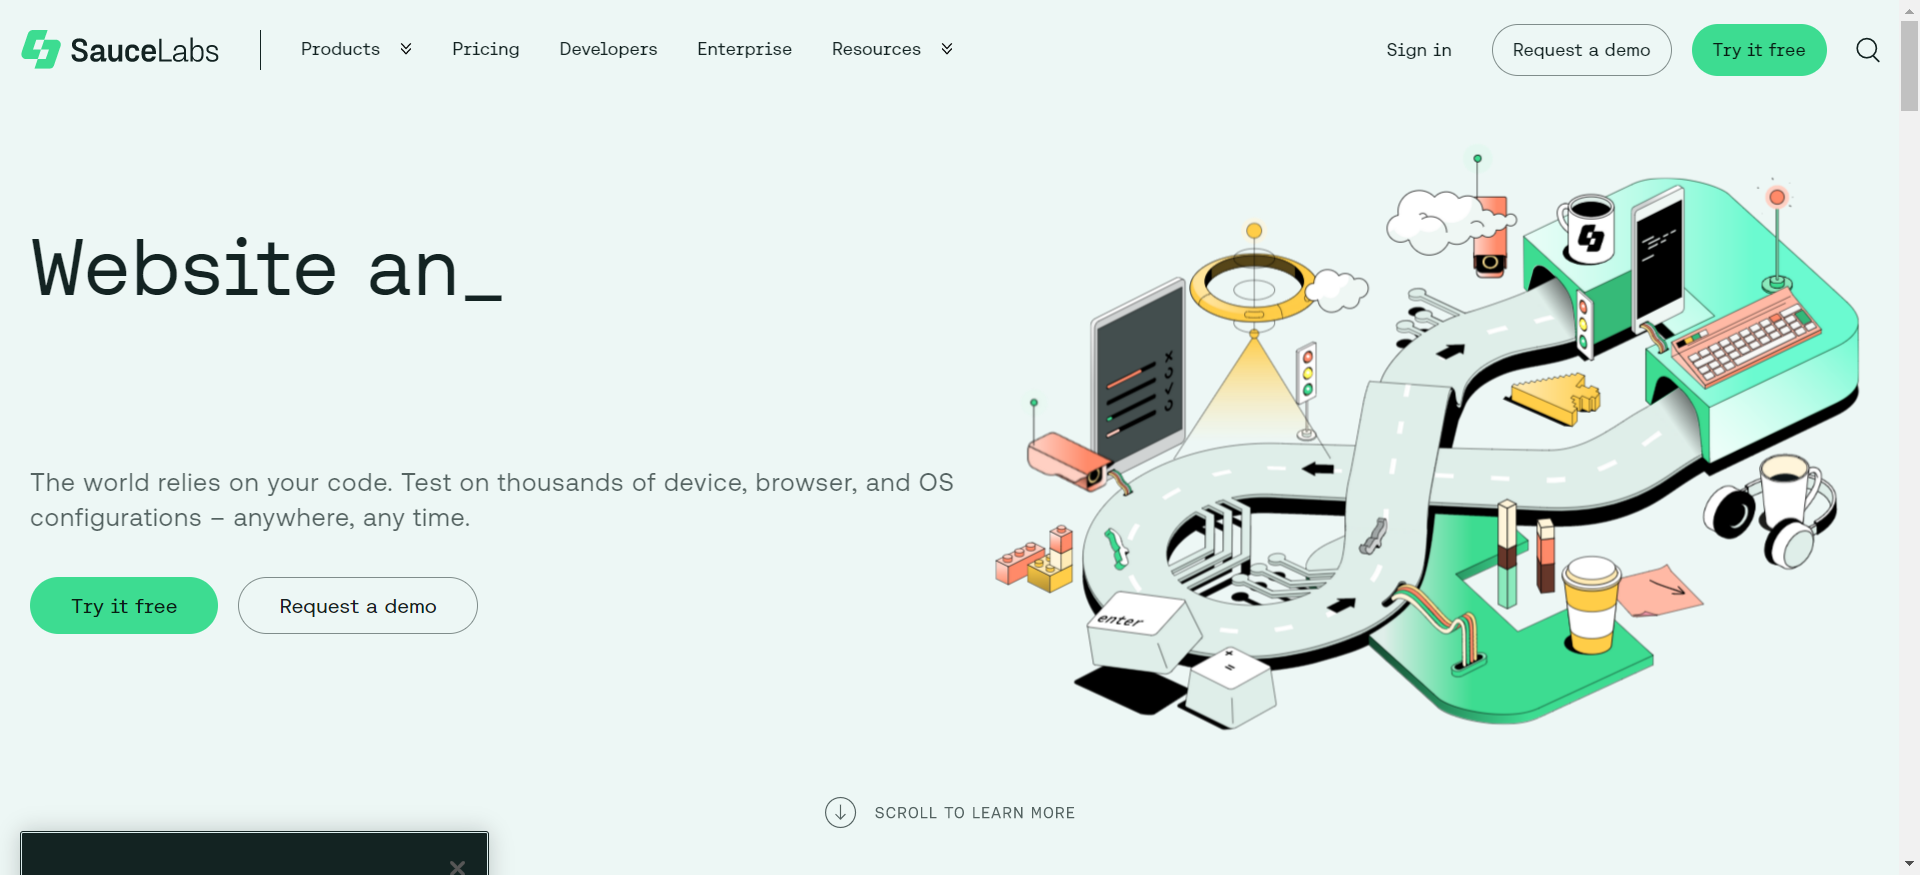 SauceLabs
Products
Pricing
Developers
Enterprise
Resources
Sign in
Request a demo
Try it free
Website an_
The world relies on your code. Test on thousands of device, browser, and OS
configurations – anywhere, any time.
Try it free
Request a demo
enter
+
=
SCROLL TO LEARN MORE